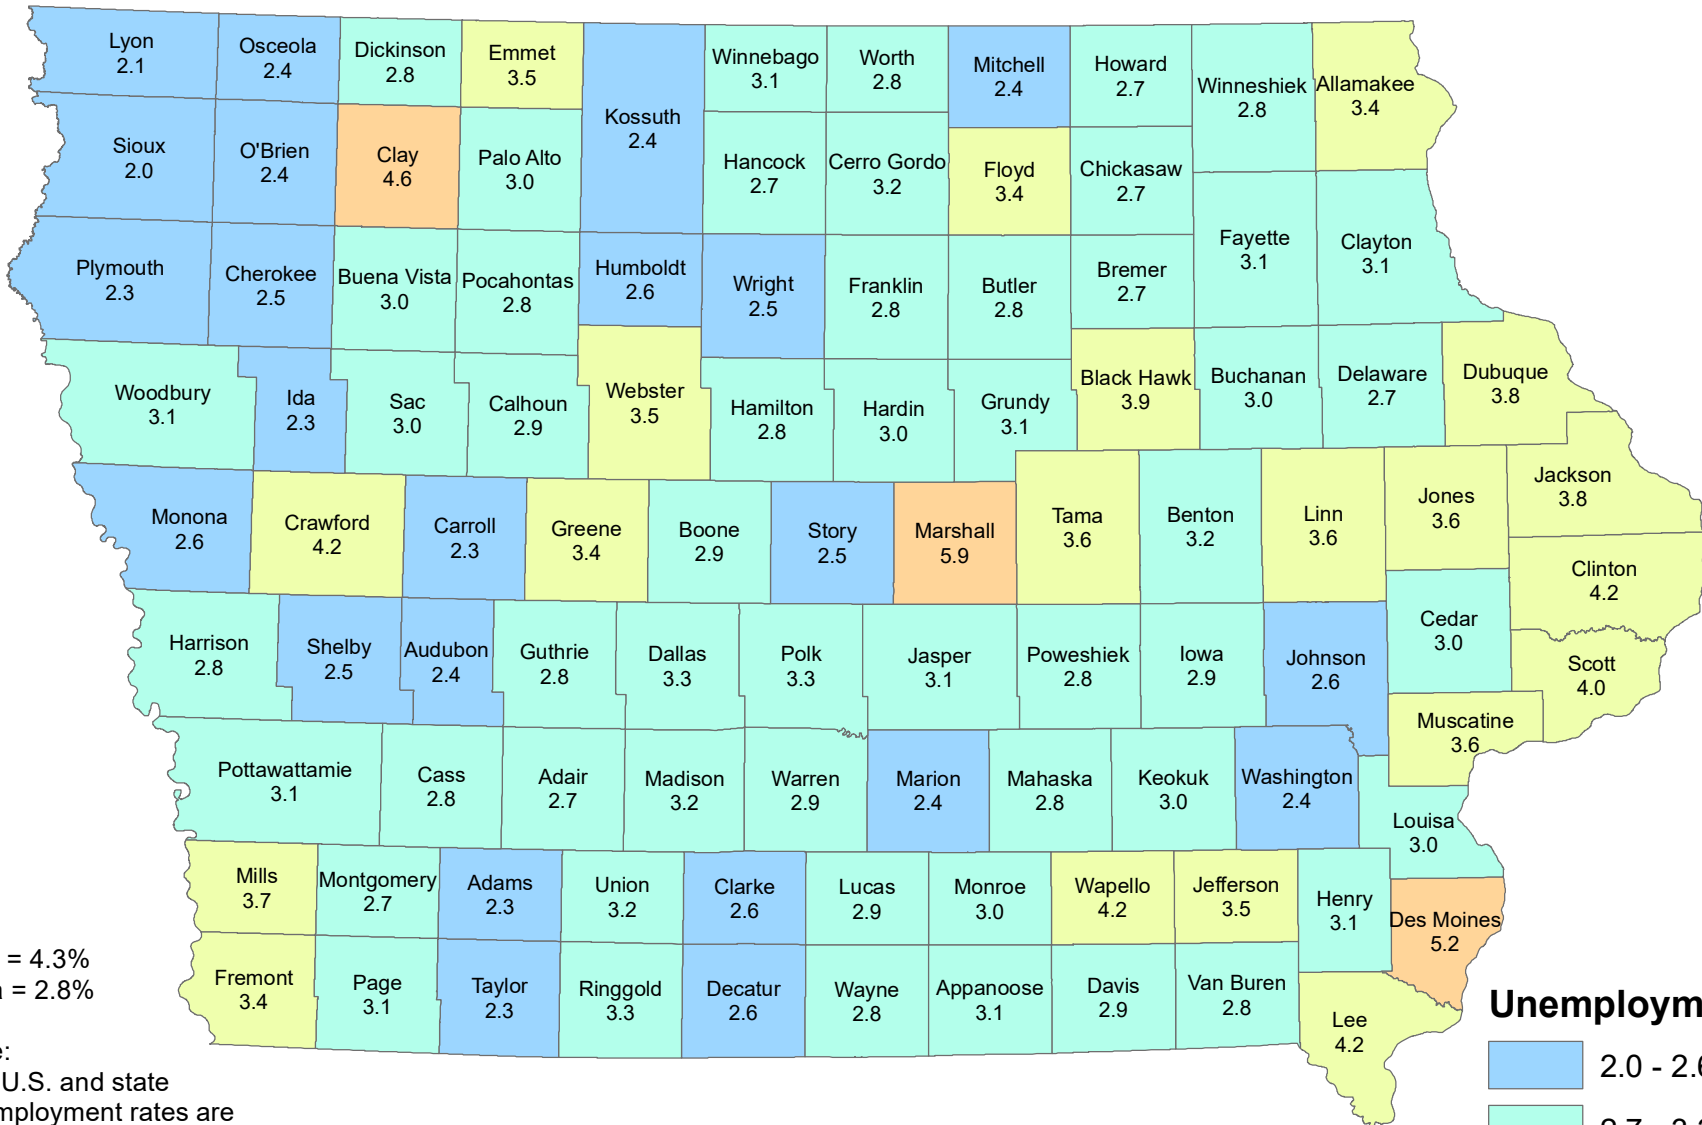 Lyon
2.1
Osceola
2.4
Dickinson
2.8
Emmet
3.5
Kossuth
2.4
Winnebago
3.1
Worth
2.8
Mitchell
2.4
Howard
2.7
Winneshiek
2.8
Allamakee
3.4
Sioux
2.0
O'Brien
2.4
Clay
4.6
Palo Alto
3.0
Hancock
2.7
Cerro Gordo
3.2
Floyd
3.4
Chickasaw
2.7
Plymouth
2.3
Cherokee
2.5
Buena Vista
3.0
Pocahontas
2.8
Humboldt
2.6
Wright
2.5
Franklin
2.8
Butler
2.8
Bremer
2.7
Fayette
3.1
Clayton
3.1
Woodbury
3.1
Ida
2.3
Sac
3.0
Calhoun
2.9
Webster
3.5
Hamilton
2.8
Hardin
3.0
Grundy
3.1
Black Hawk
3.9
Buchanan
3.0
Delaware
2.7
Dubuque
3.8
Monona
2.6
Crawford
4.2
Carroll
2.3
Greene
3.4
Boone
2.9
Story
2.5
Marshall
5.9
Tama
3.6
Benton
3.2
Linn
3.6
Jones
3.6
Jackson
3.8
Clinton
4.2
Harrison
2.8
Shelby
2.5
Audubon
2.4
Guthrie
2.8
Dallas
3.3
Polk
3.3
Jasper
3.1
Poweshiek
2.8
Iowa
2.9
Johnson
2.6
Cedar
3.0
Scott
4.0
Muscatine
3.6
Pottawattamie
3.1
Cass
2.8
Adair
2.7
Madison
3.2
Warren
2.9
Marion
2.4
Mahaska
2.8
Keokuk
3.0
Washington
2.4
Louisa
3.0
Mills
3.7
Montgomery
2.7
Adams
2.3
Union
3.2
Clarke
2.6
Lucas
2.9
Monroe
3.0
Wapello
4.2
Jefferson
3.5
Henry
3.1
Des Moines
5.2
Fremont
3.4
Page
3.1
Taylor
2.3
Ringgold
3.3
Decatur
2.6
Wayne
2.8
Appanoose
3.1
Davis
2.9
Van Buren
2.8
Lee
4.2
= 4.3%
= 2.8%
U.S. and state
mployment rates are
Unemploym
2.0 - 2.6